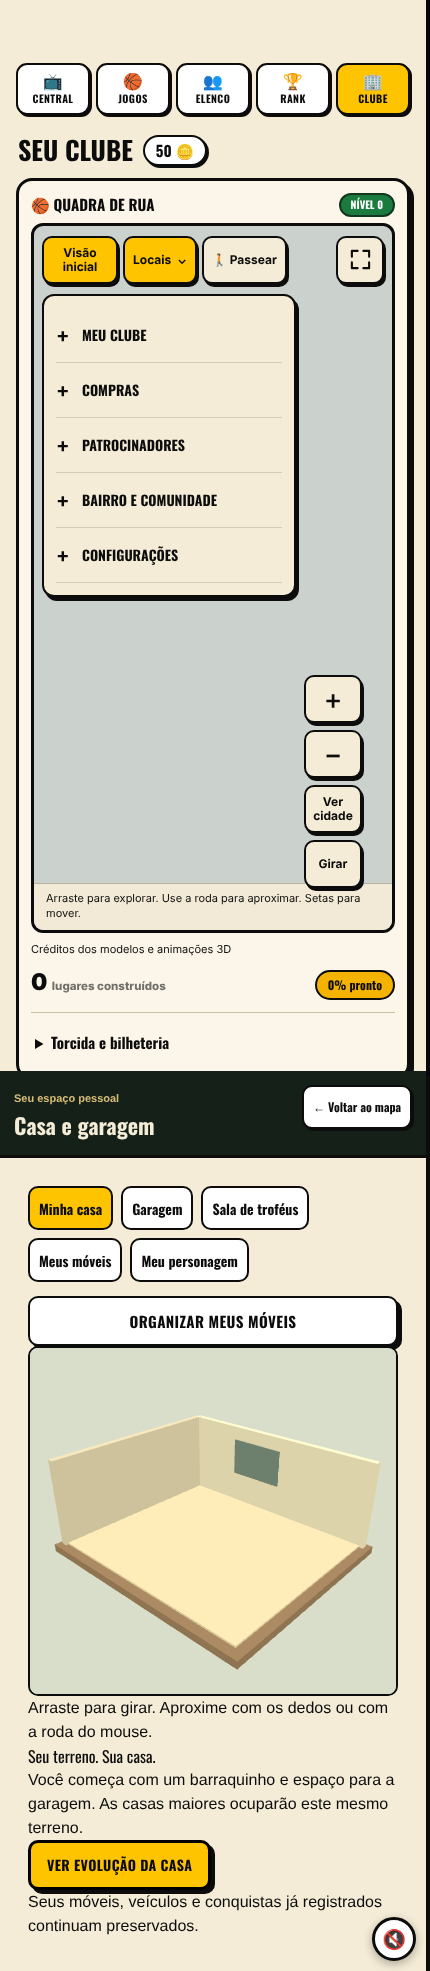 CENTRAL
JOGOS
ELENCO
RANK
CLUBE
SEU CLUBE
50
QUADRA DE RUA
NÍVEL 0
Visão
inicial
Locais
Passear
+ MEU CLUBE
+ COMPRAS
+ PATROCINADORES
+ BAIRRO E COMUNIDADE
+ CONFIGURAÇÕES
+
−
Ver
cidade
Girar
Arraste para explorar. Use a roda para aproximar. Setas para
mover.
Créditos dos modelos e animações 3D
0 lugares construídos
0% pronto
▶ Torcida e bilheteria
Seu espaço pessoal
Casa e garagem
← Voltar ao mapa
Minha casa
Garagem
Sala de troféus
Meus móveis
Meu personagem
ORGANIZAR MEUS MÓVEIS
Arraste para girar. Aproxime com os dedos ou com
a roda do mouse.
Seu terreno. Sua casa.
Você começa com um barraquinho e espaço para a
garagem. As casas maiores ocuparão este mesmo
terreno.
VER EVOLUÇÃO DA CASA
Seus móveis, veículos e conquistas já registrados
continuam preservados.